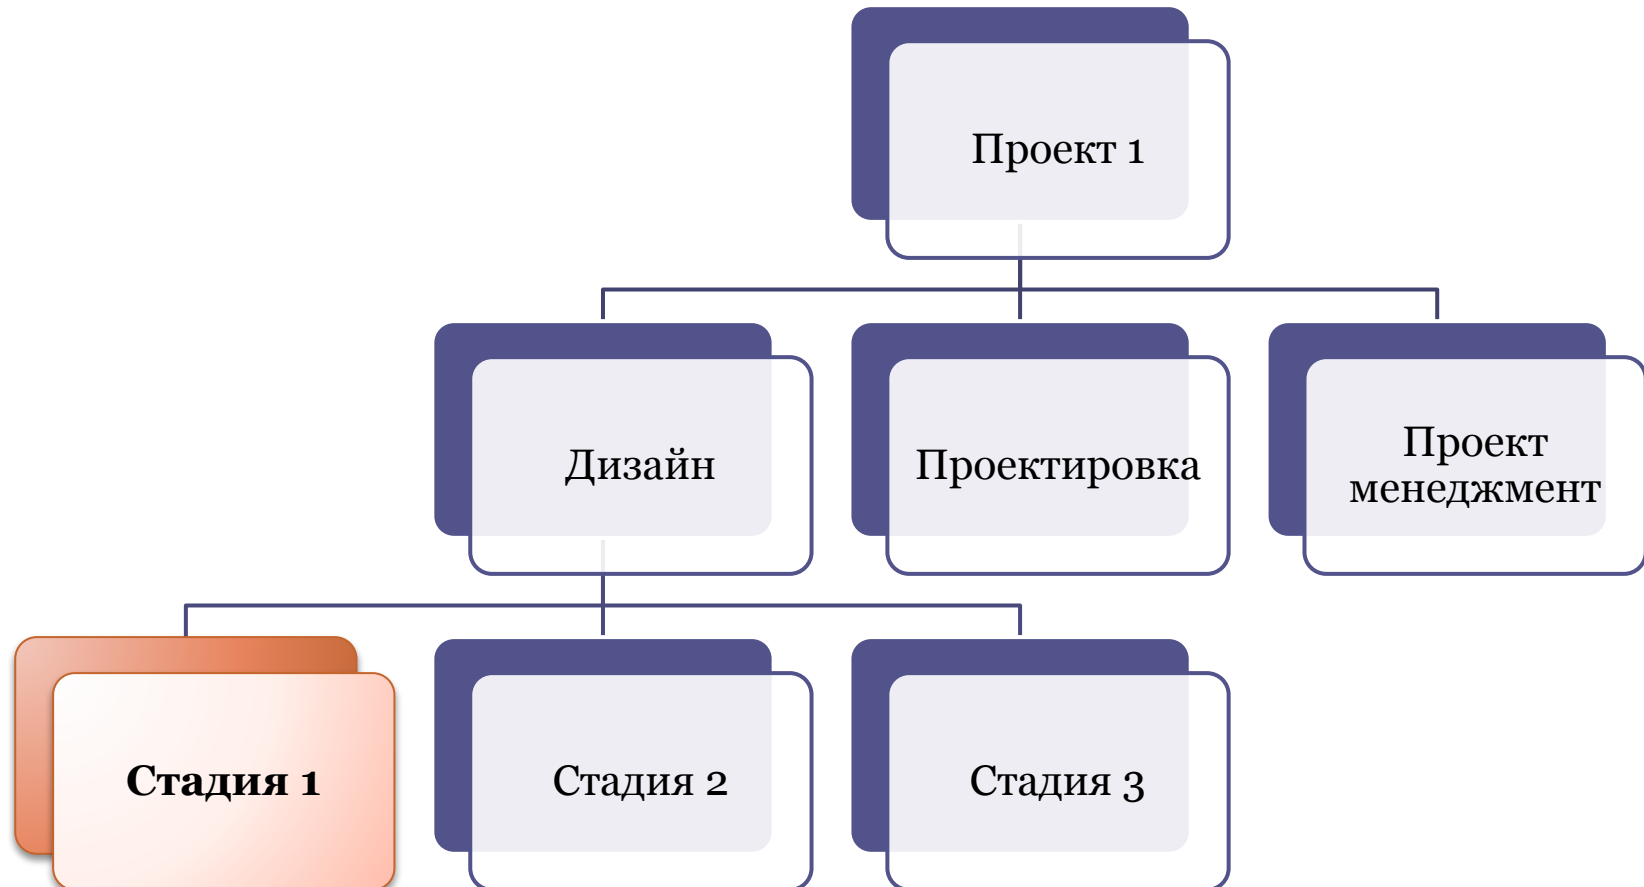 Проект 1
Дизайн
Проектировка
Проект
менеджмент
Стадия 1
Стадия 2
Стадия 3